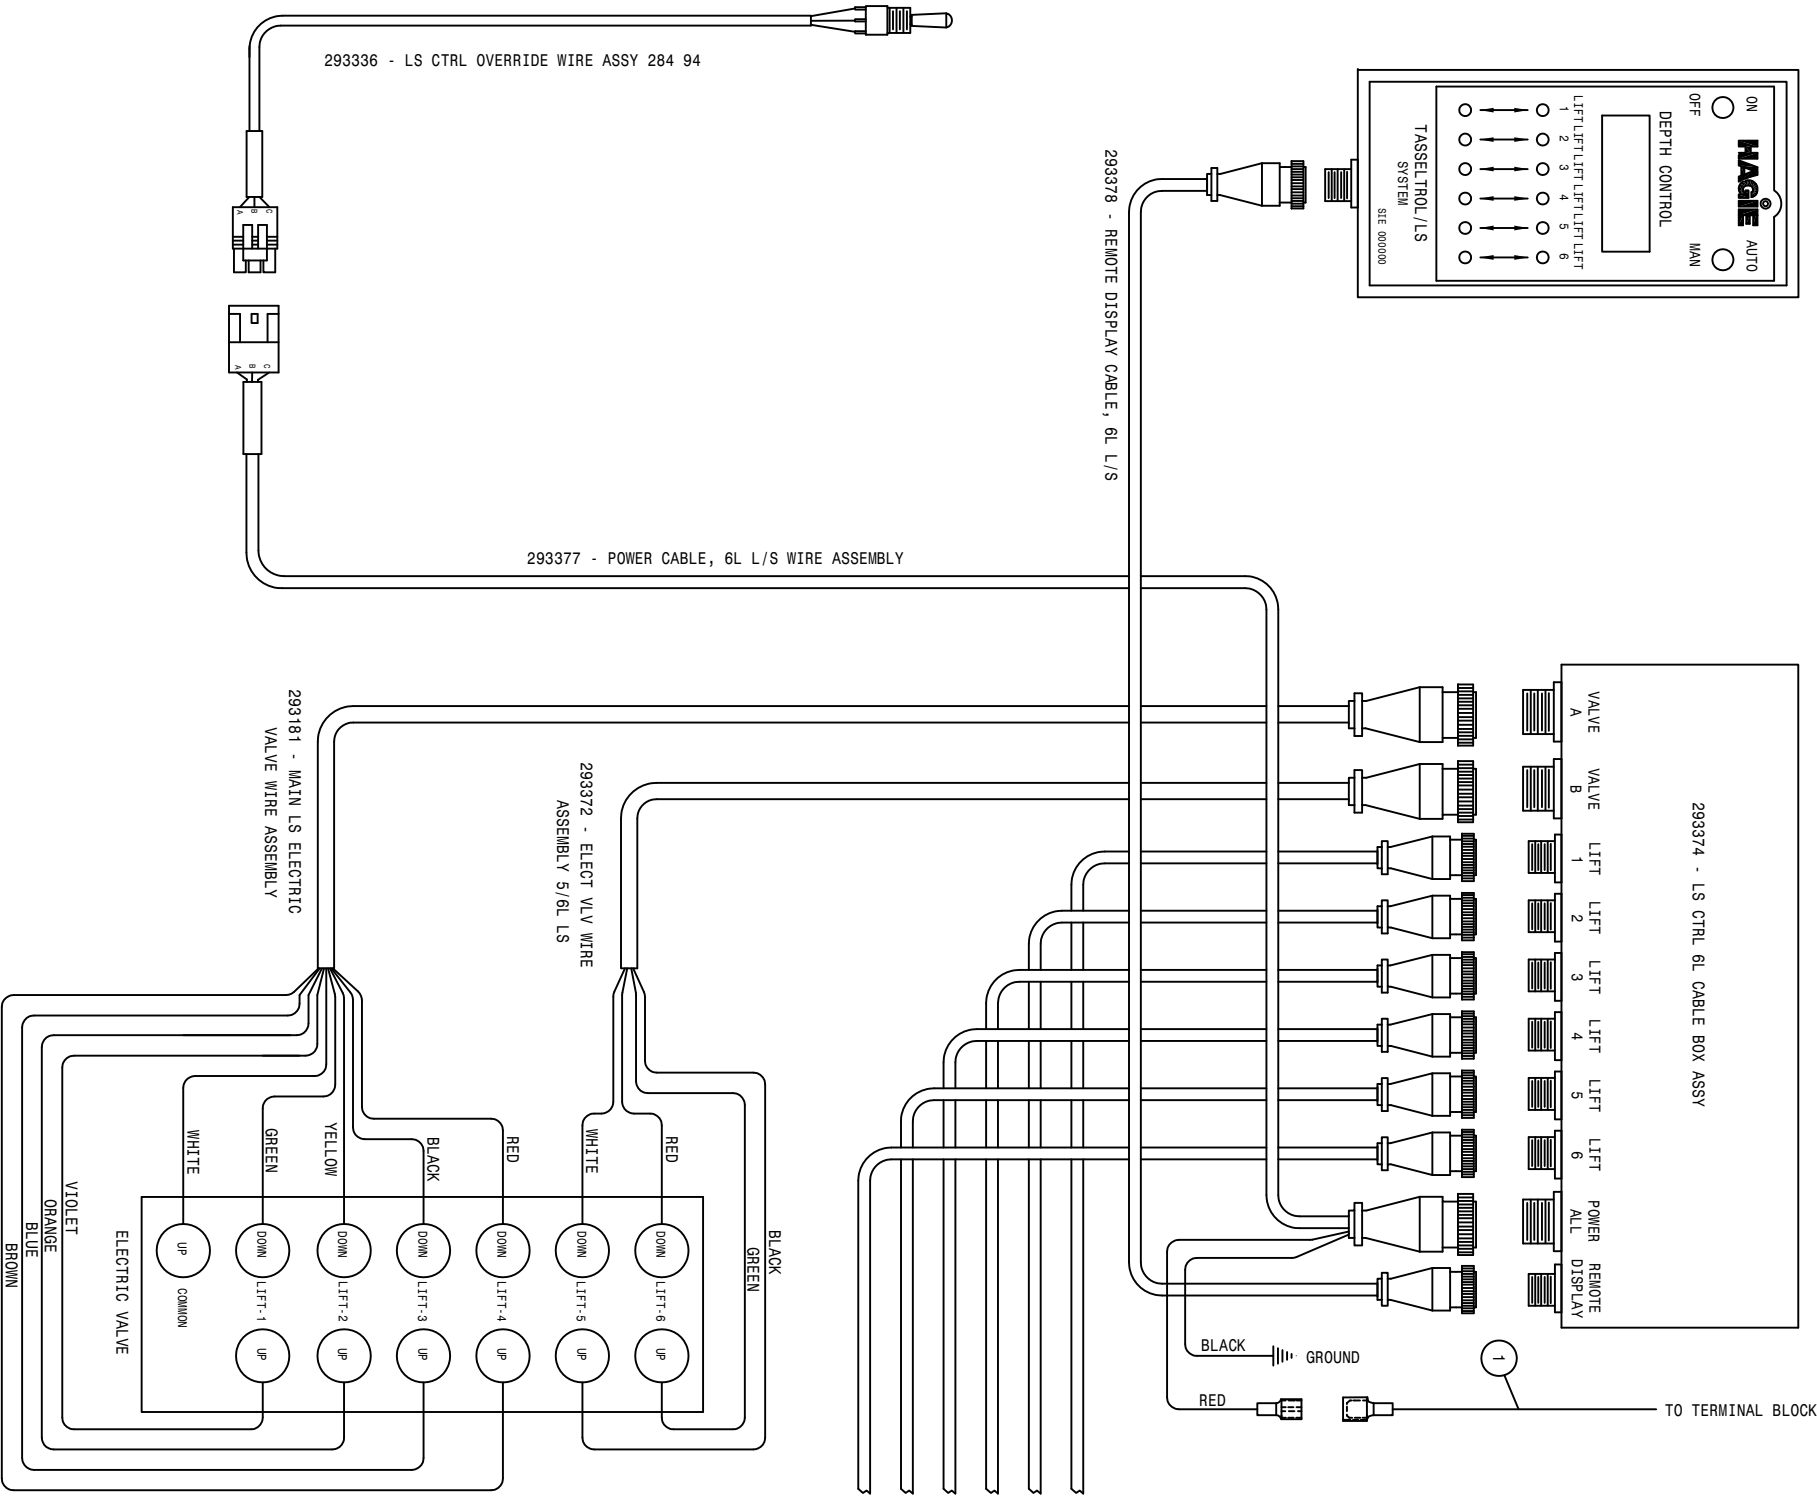 293336 - LS CTRL OVERRIDE WIRE ASSY 284 94
A
B
C
A
B
C
293377 - POWER CABLE, 6L L/S WIRE ASSEMBLY
293378 - REMOTE DISPLAY CABLE, 6L L/S
HAGIE
ON
OFF
AUTO
MAN
DEPTH CONTROL
LIFT LIFT LIFT LIFT LIFT LIFT
1 2 3 4 5 6
TASSELTROL/LS
SYSTEM
SIE 000000
293374 - LS CTRL 6L CABLE BOX ASSY
VALVE
A
VALVE
B
LIFT
1
LIFT
2
LIFT
3
LIFT
4
LIFT
5
LIFT
6
POWER
ALL
REMOTE
DISPLAY
293181 - MAIN LS ELECTRIC
VALVE WIRE ASSEMBLY
293372 - ELECT VLV WIRE
ASSEMBLY 5/6L LS
WHITE
GREEN
YELLOW
BLACK
RED
WHITE
RED
BLACK
GREEN
VIOLET
ORANGE
BLUE
BROWN
ELECTRIC VALVE
UP
COMMON
DOWN
LIFT-1
UP
DOWN
LIFT-2
UP
DOWN
LIFT-3
UP
DOWN
LIFT-4
UP
DOWN
LIFT-5
UP
DOWN
LIFT-6
UP
BLACK
GROUND
RED
1
TO TERMINAL BLOCK